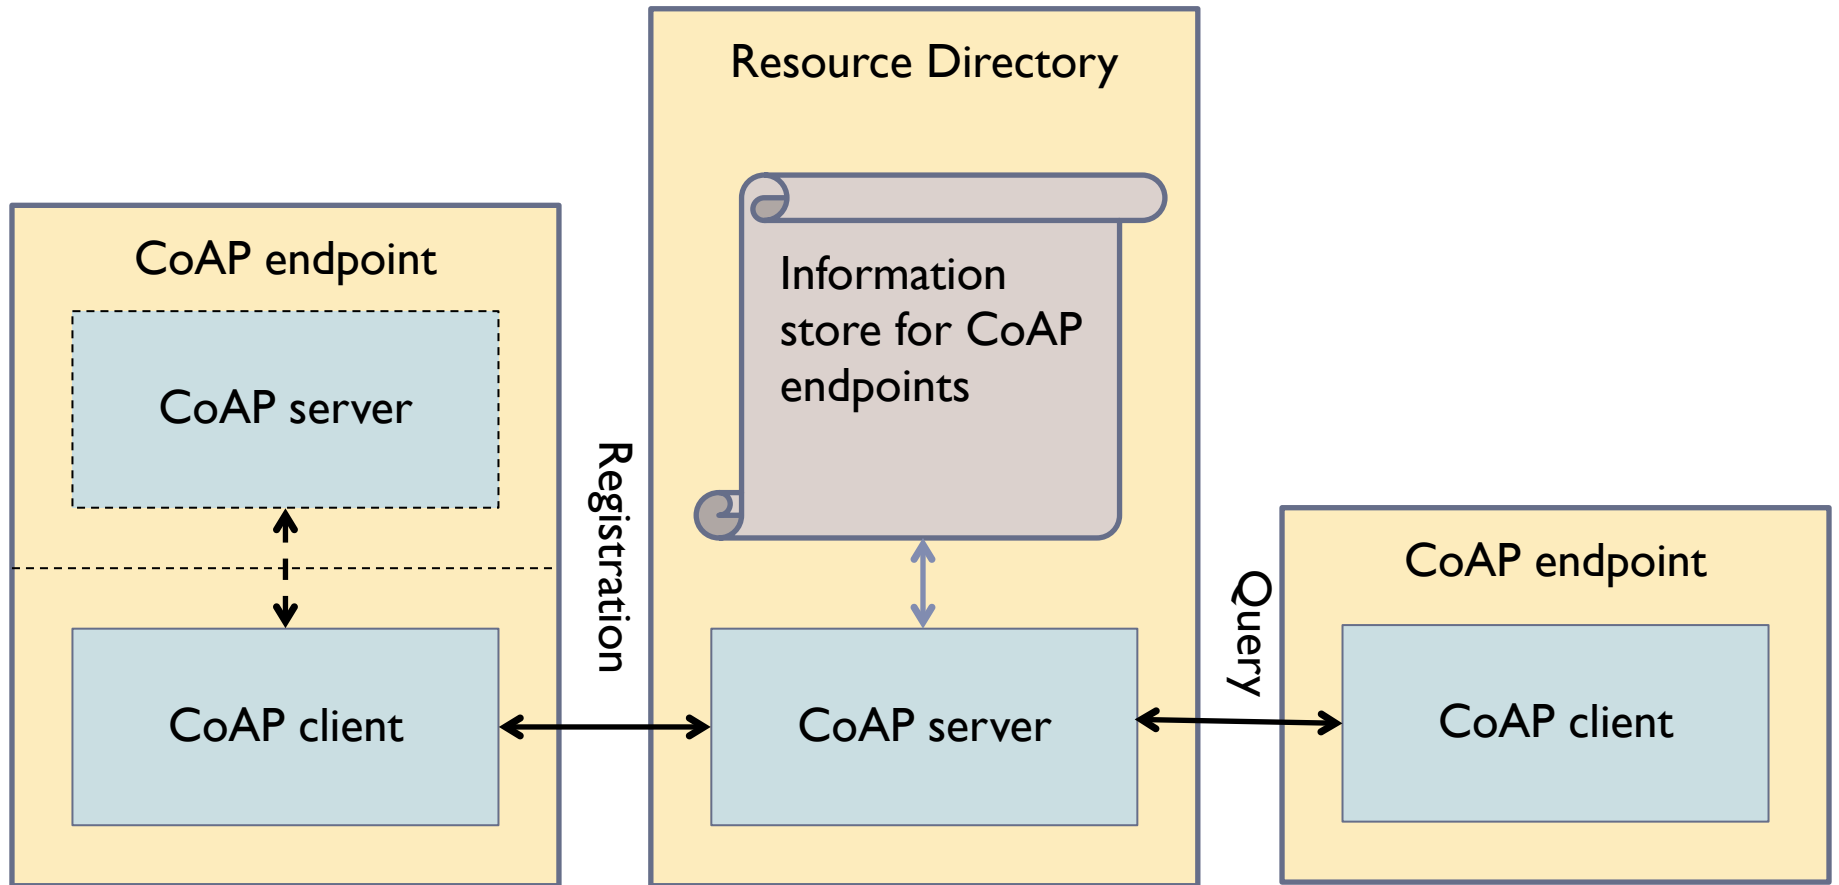 Resource Directory
CoAP endpoint
CoAP server
CoAP client
Registration
Information
store for CoAP
endpoints
CoAP server
Query
CoAP endpoint
CoAP client